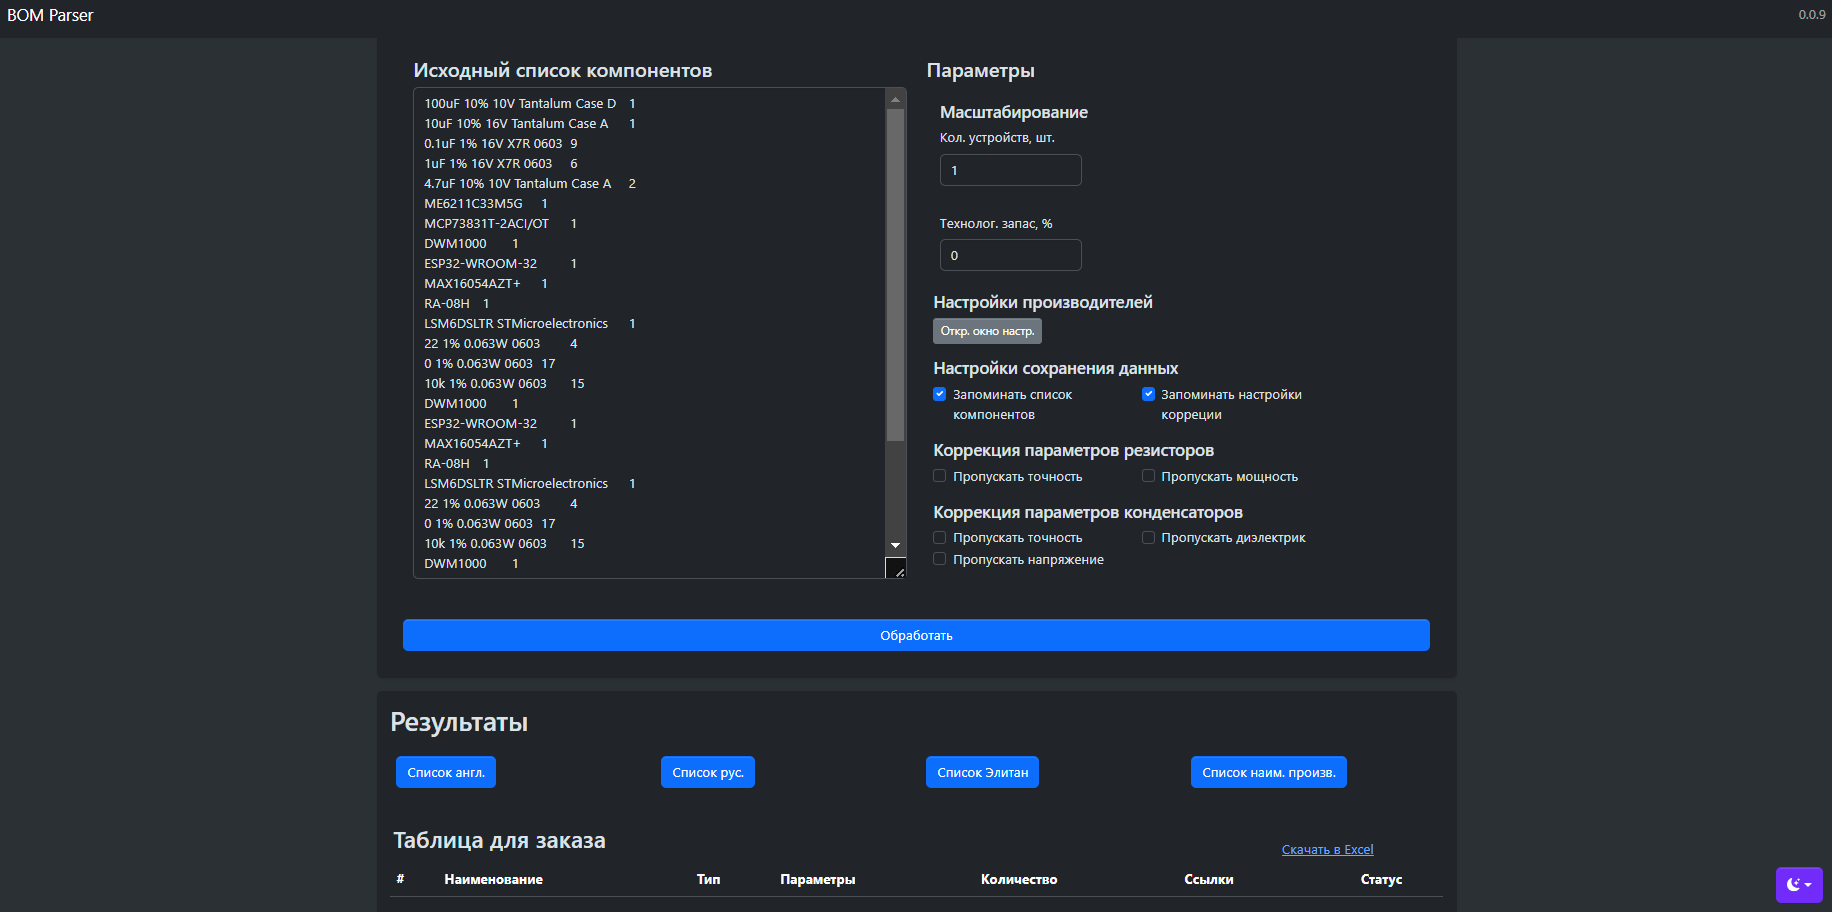 BOM Parser
0.0.9
Исходный список компонентов
100uF 10% 10V Tantalum Case D 1
10uF 10% 16V Tantalum Case A 1
0.1uF 1% 16V X7R 0603 9
1uF 1% 16V X7R 0603 6
4.7uF 10% 10V Tantalum Case A 2
ME6211C33M5G 1
MCP73831T-2ACI/OT 1
DWM1000 1
ESP32-WROOM-32 1
MAX16054AZT+ 1
RA-08H 1
LSM6DSLTR STMicroelectronics 1
22 1% 0.063W 0603 4
0 1% 0.063W 0603 17
10k 1% 0.063W 0603 15
DWM1000 1
ESP32-WROOM-32 1
MAX16054AZT+ 1
RA-08H 1
LSM6DSLTR STMicroelectronics 1
22 1% 0.063W 0603 4
0 1% 0.063W 0603 17
10k 1% 0.063W 0603 15
DWM1000 1
Параметры
Масштабирование
Кол. устройств, шт.
1
Технолог. запас, %
0
Настройки производителей
Откр. окно настр.
Настройки сохранения данных
Запоминать список
компонентов
Запоминать настройки
корреции
Коррекция параметров резисторов
Пропускать точность
Пропускать мощность
Коррекция параметров конденсаторов
Пропускать точность
Пропускать диэлектрик
Пропускать напряжение
Обработать
Результаты
Список англ.
Список рус.
Список Элитан
Список наим. произв.
Таблица для заказа
Скачать в Excel
# Наименование Тип Параметры Количество Ссылки Статус